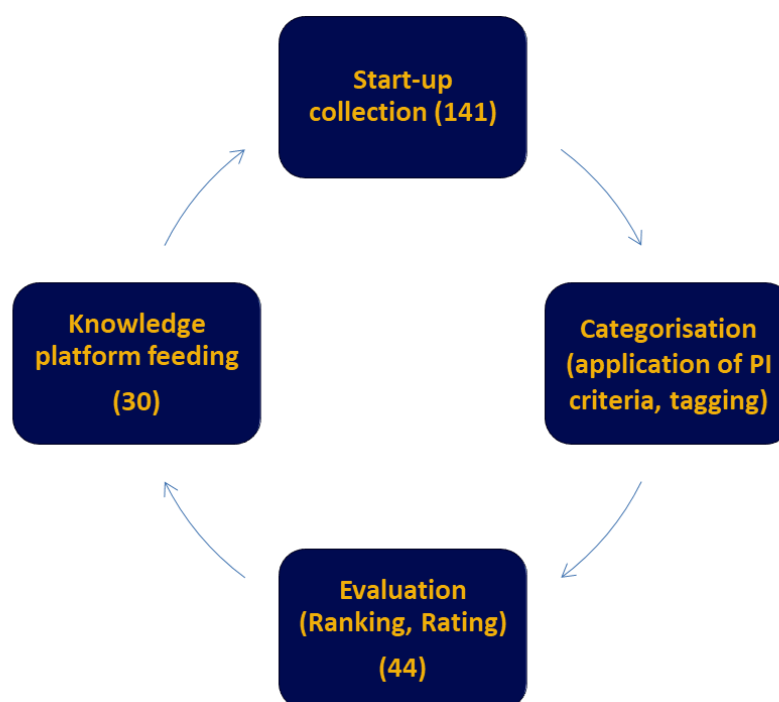 Start-up
collection (141)
Categorisation
(application of PI
criteria, tagging)
Evaluation
(Ranking, Rating)
(44)
Knowledge
platform feeding
(30)